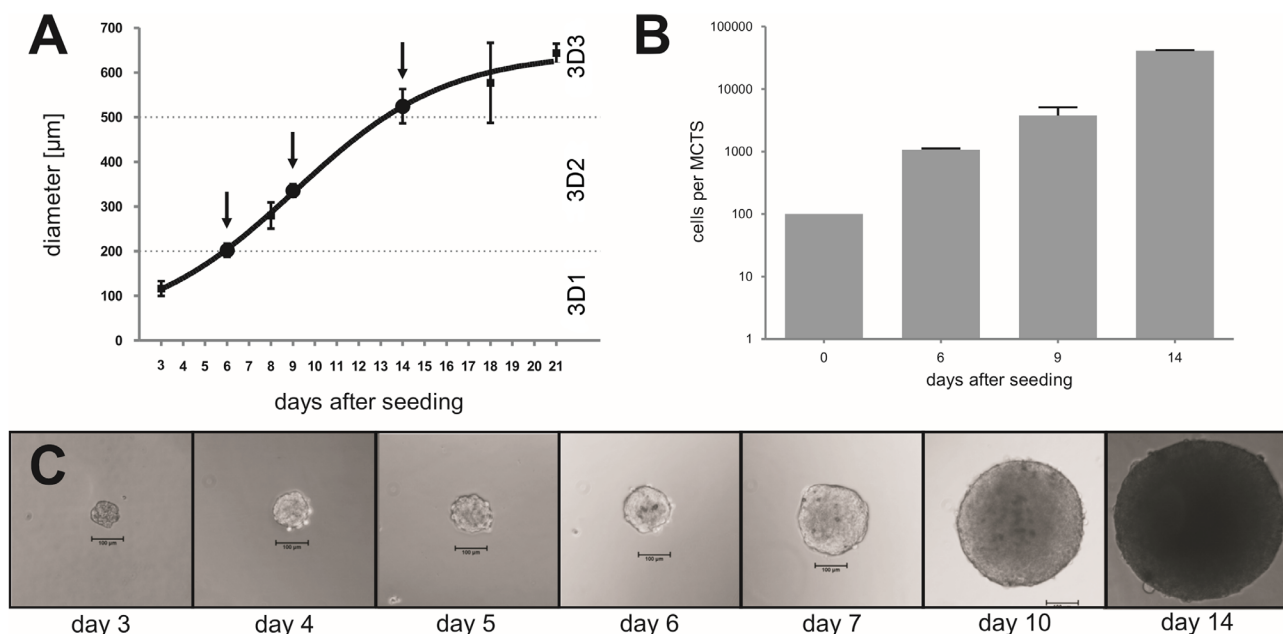 A
700
600
500
400
300
200
100
0
diameter [µm]
3 4 5 6 7 8 9 10 11 12 13 14 15 16 17 18 19 20 21
days after seeding
3D3
3D2
3D1
B
100000
10000
1000
100
10
1
cells per MCTS
0 6 9 14
days after seeding
C
100 µm
100 µm
100 µm
100 µm
100 µm
day 3 day 4 day 5 day 6 day 7 day 10 day 14